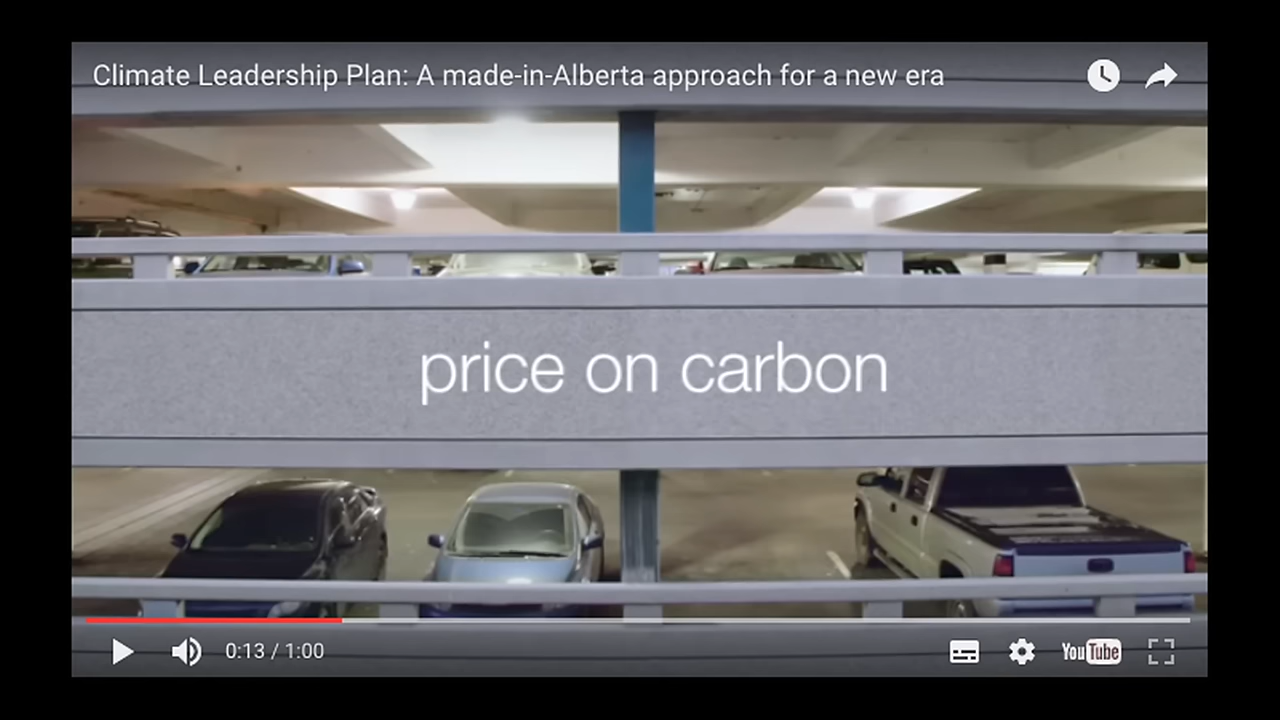 Climate Leadership Plan: A made-in-Alberta approach for a new era
price on carbon
0:13 / 1:00
YouTube